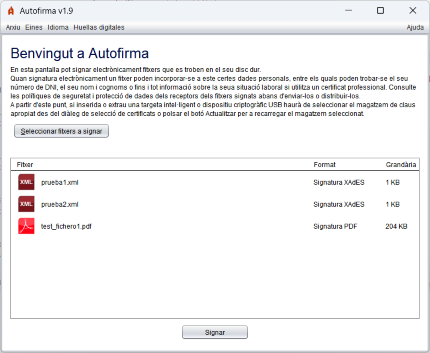 Autofirma v1.9
Arxiu Eines Idioma Huellas digitales Ajuda
Benvingut a Autofirma
En esta pantalla pot signar electrònicament fitxers que es troben en el seu disc dur.
Quan signatura electrònicament un fitxer poden incorporar-se a este certes dades personals, entre els quals poden trobar-se el seu
número de DNI, el seu nom i cognoms o fins i tot informació sobre la seua situació laboral si utilitza un certificat professional. Consulte
les polítiques de seguretat i protecció de dades dels receptors dels fitxers signats abans d'enviar-los o distribuir-los.
A partir d'este punt, si inserida o extrau una targeta intel·ligent o dispositiu criptogràfic USB haurà de seleccionar el magatzem de claus
apropiat des del diàleg de selecció de certificats o polsar el botó Actualitzar per a recarregar el magatzem seleccionat.
Seleccionar fitxers a signar
Fitxer Format Grandària
XML prueba1.xml Signatura XAdES 1 KB
XML prueba2.xml Signatura XAdES 1 KB
test_fichero1.pdf Signatura PDF 204 KB
Signar